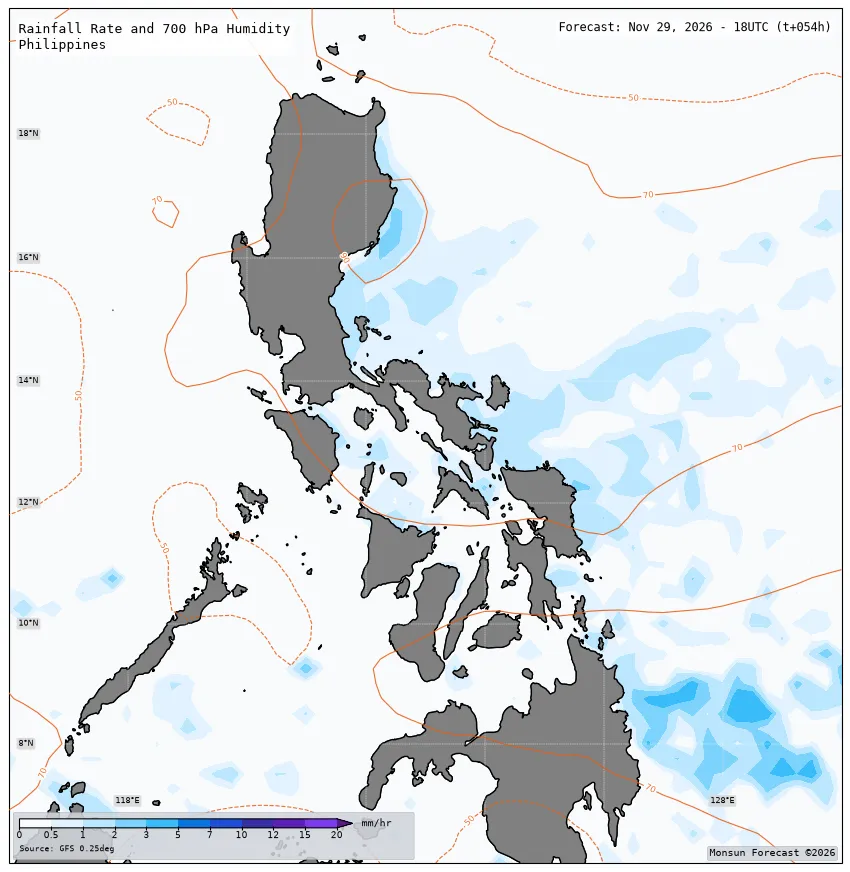 Rainfall Rate and 700 hPa Humidity
Philippines
Forecast: Nov 29, 2026 - 18UTC (t+054h)
50
50
18°N
70
70
16°N
14°N
50
70
12°N
50
10°N
8°N
70
70
118°E
128°E
50
mm/hr
0 0.5 1 2 3 5 7 10 12 15 20
Source: GFS 0.25deg
Monsun Forecast ©2026